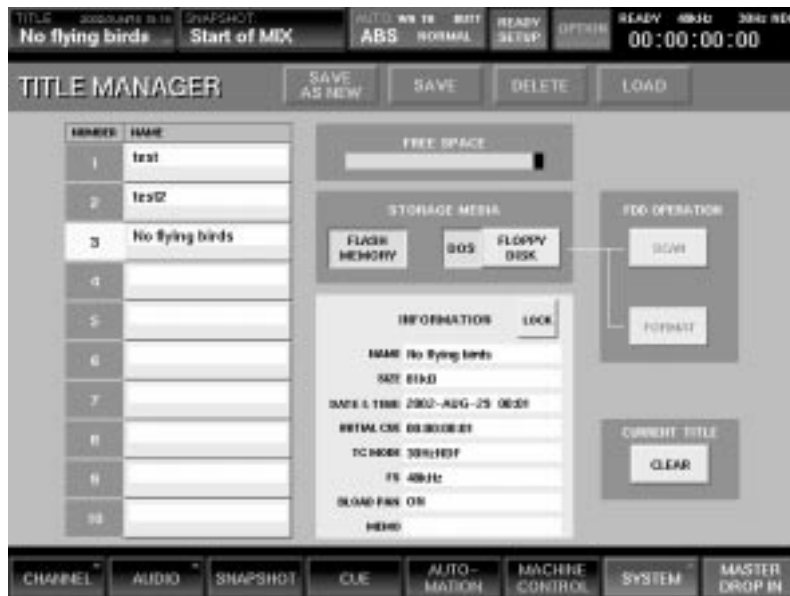 TITLE
SNAPSHOT:
AUTO
READY
No flying birds
Start of MIX
ABS
NORMAL
READY SETUP
OPTION
00:00:00:00
TITLE MANAGER
SAVE AS NEW
SAVE
DELETE
LOAD
NUMBER NAME
1 test
2 test2
3 No flying birds
4
5
6
7
8
9
10
FREE SPACE
STORAGE MEDIA
FLASH MEMORY
DOS
FLOPPY DISK
FDD OPERATION
SCAN
FORMAT
INFORMATION
LOCK
NAME No flying birds
SIZE
DATE & TIME 2002-AUG-29
INITIAL CUE
TC MODE 30HzNDF
FS 48kHz
PAN ON
MEMO
CURRENT TITLE
CLEAR
CHANNEL
AUDIO
SNAPSHOT
CUE
AUTO-MATION
MACHINE CONTROL
SYSTEM
MASTER DROP IN